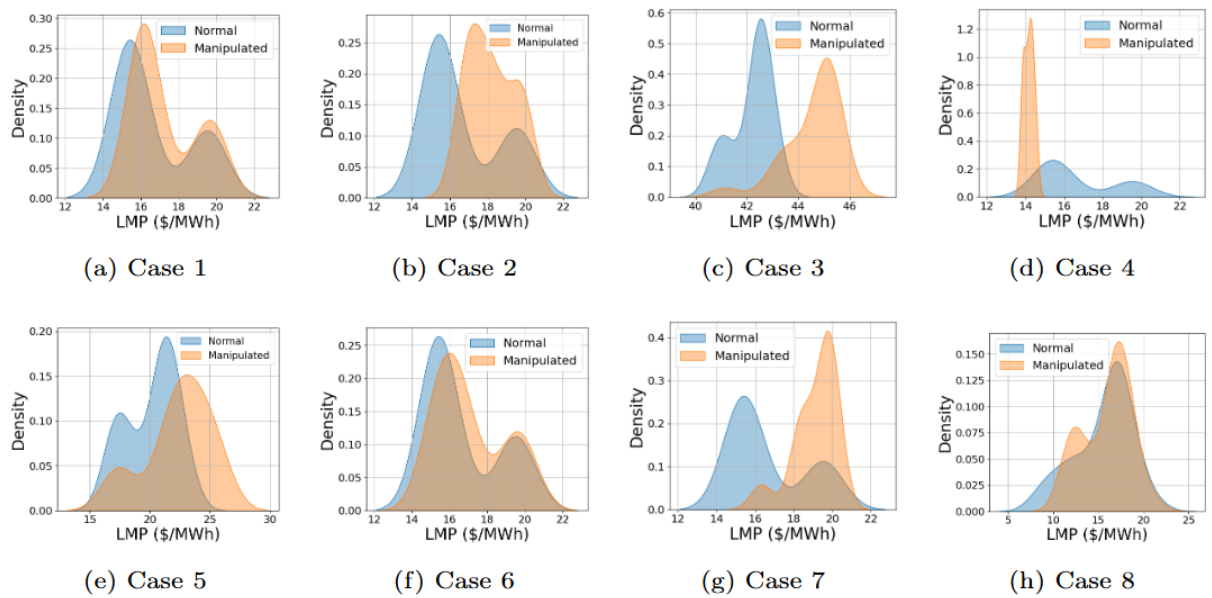 0.30
0.25
0.20
0.15
0.10
0.05
0.00
Density
12 14 16 18 20 22
LMP ($/MWh)
Normal
Manipulated
(a) Case 1
0.25
0.20
0.15
0.10
0.05
0.00
Density
12 14 16 18 20 22
LMP ($/MWh)
Normal
Manipulated
(b) Case 2
0.6
0.5
0.4
0.3
0.2
0.1
0.0
Density
40 42 44 46
LMP ($/MWh)
Normal
Manipulated
(c) Case 3
1.2
1.0
0.8
0.6
0.4
0.2
0.0
Density
12 14 16 18 20 22
LMP ($/MWh)
Normal
Manipulated
(d) Case 4
0.20
0.15
0.10
0.05
0.00
Density
15 20 25 30
LMP ($/MWh)
Normal
Manipulated
(e) Case 5
0.25
0.20
0.15
0.10
0.05
0.00
Density
12 14 16 18 20 22
LMP ($/MWh)
Normal
Manipulated
(f) Case 6
0.4
0.3
0.2
0.1
0.0
Density
12 14 16 18 20 22
LMP ($/MWh)
Normal
Manipulated
(g) Case 7
0.150
0.125
0.100
0.075
0.050
0.025
0.000
Density
5 10 15 20 25
LMP ($/MWh)
Normal
Manipulated
(h) Case 8